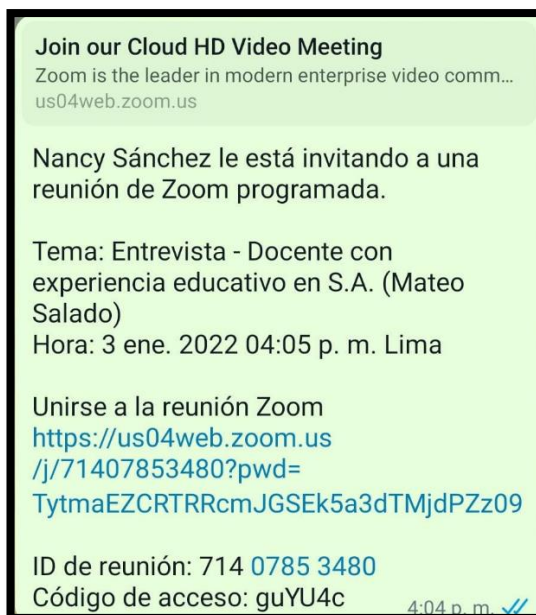 Join our Cloud HD Video Meeting
Zoom is the leader in modern enterprise video comm...
us04web.zoom.us
Nancy Sánchez le está invitando a una
reunión de Zoom programada.
Tema: Entrevista - Docente con
experiencia educativo en S.A. (Mateo
Salado)
Hora: 3 ene. 2022 04:05 p. m. Lima
Unirse a la reunión Zoom
https://us04web.zoom.us
/j/71407853480?pwd=
TytmaEZCRTRRcmJGSEk5a3dTMjdPZz09
ID de reunión: 714 0785 3480
Código de acceso: guYU4c
4:04 p. m.